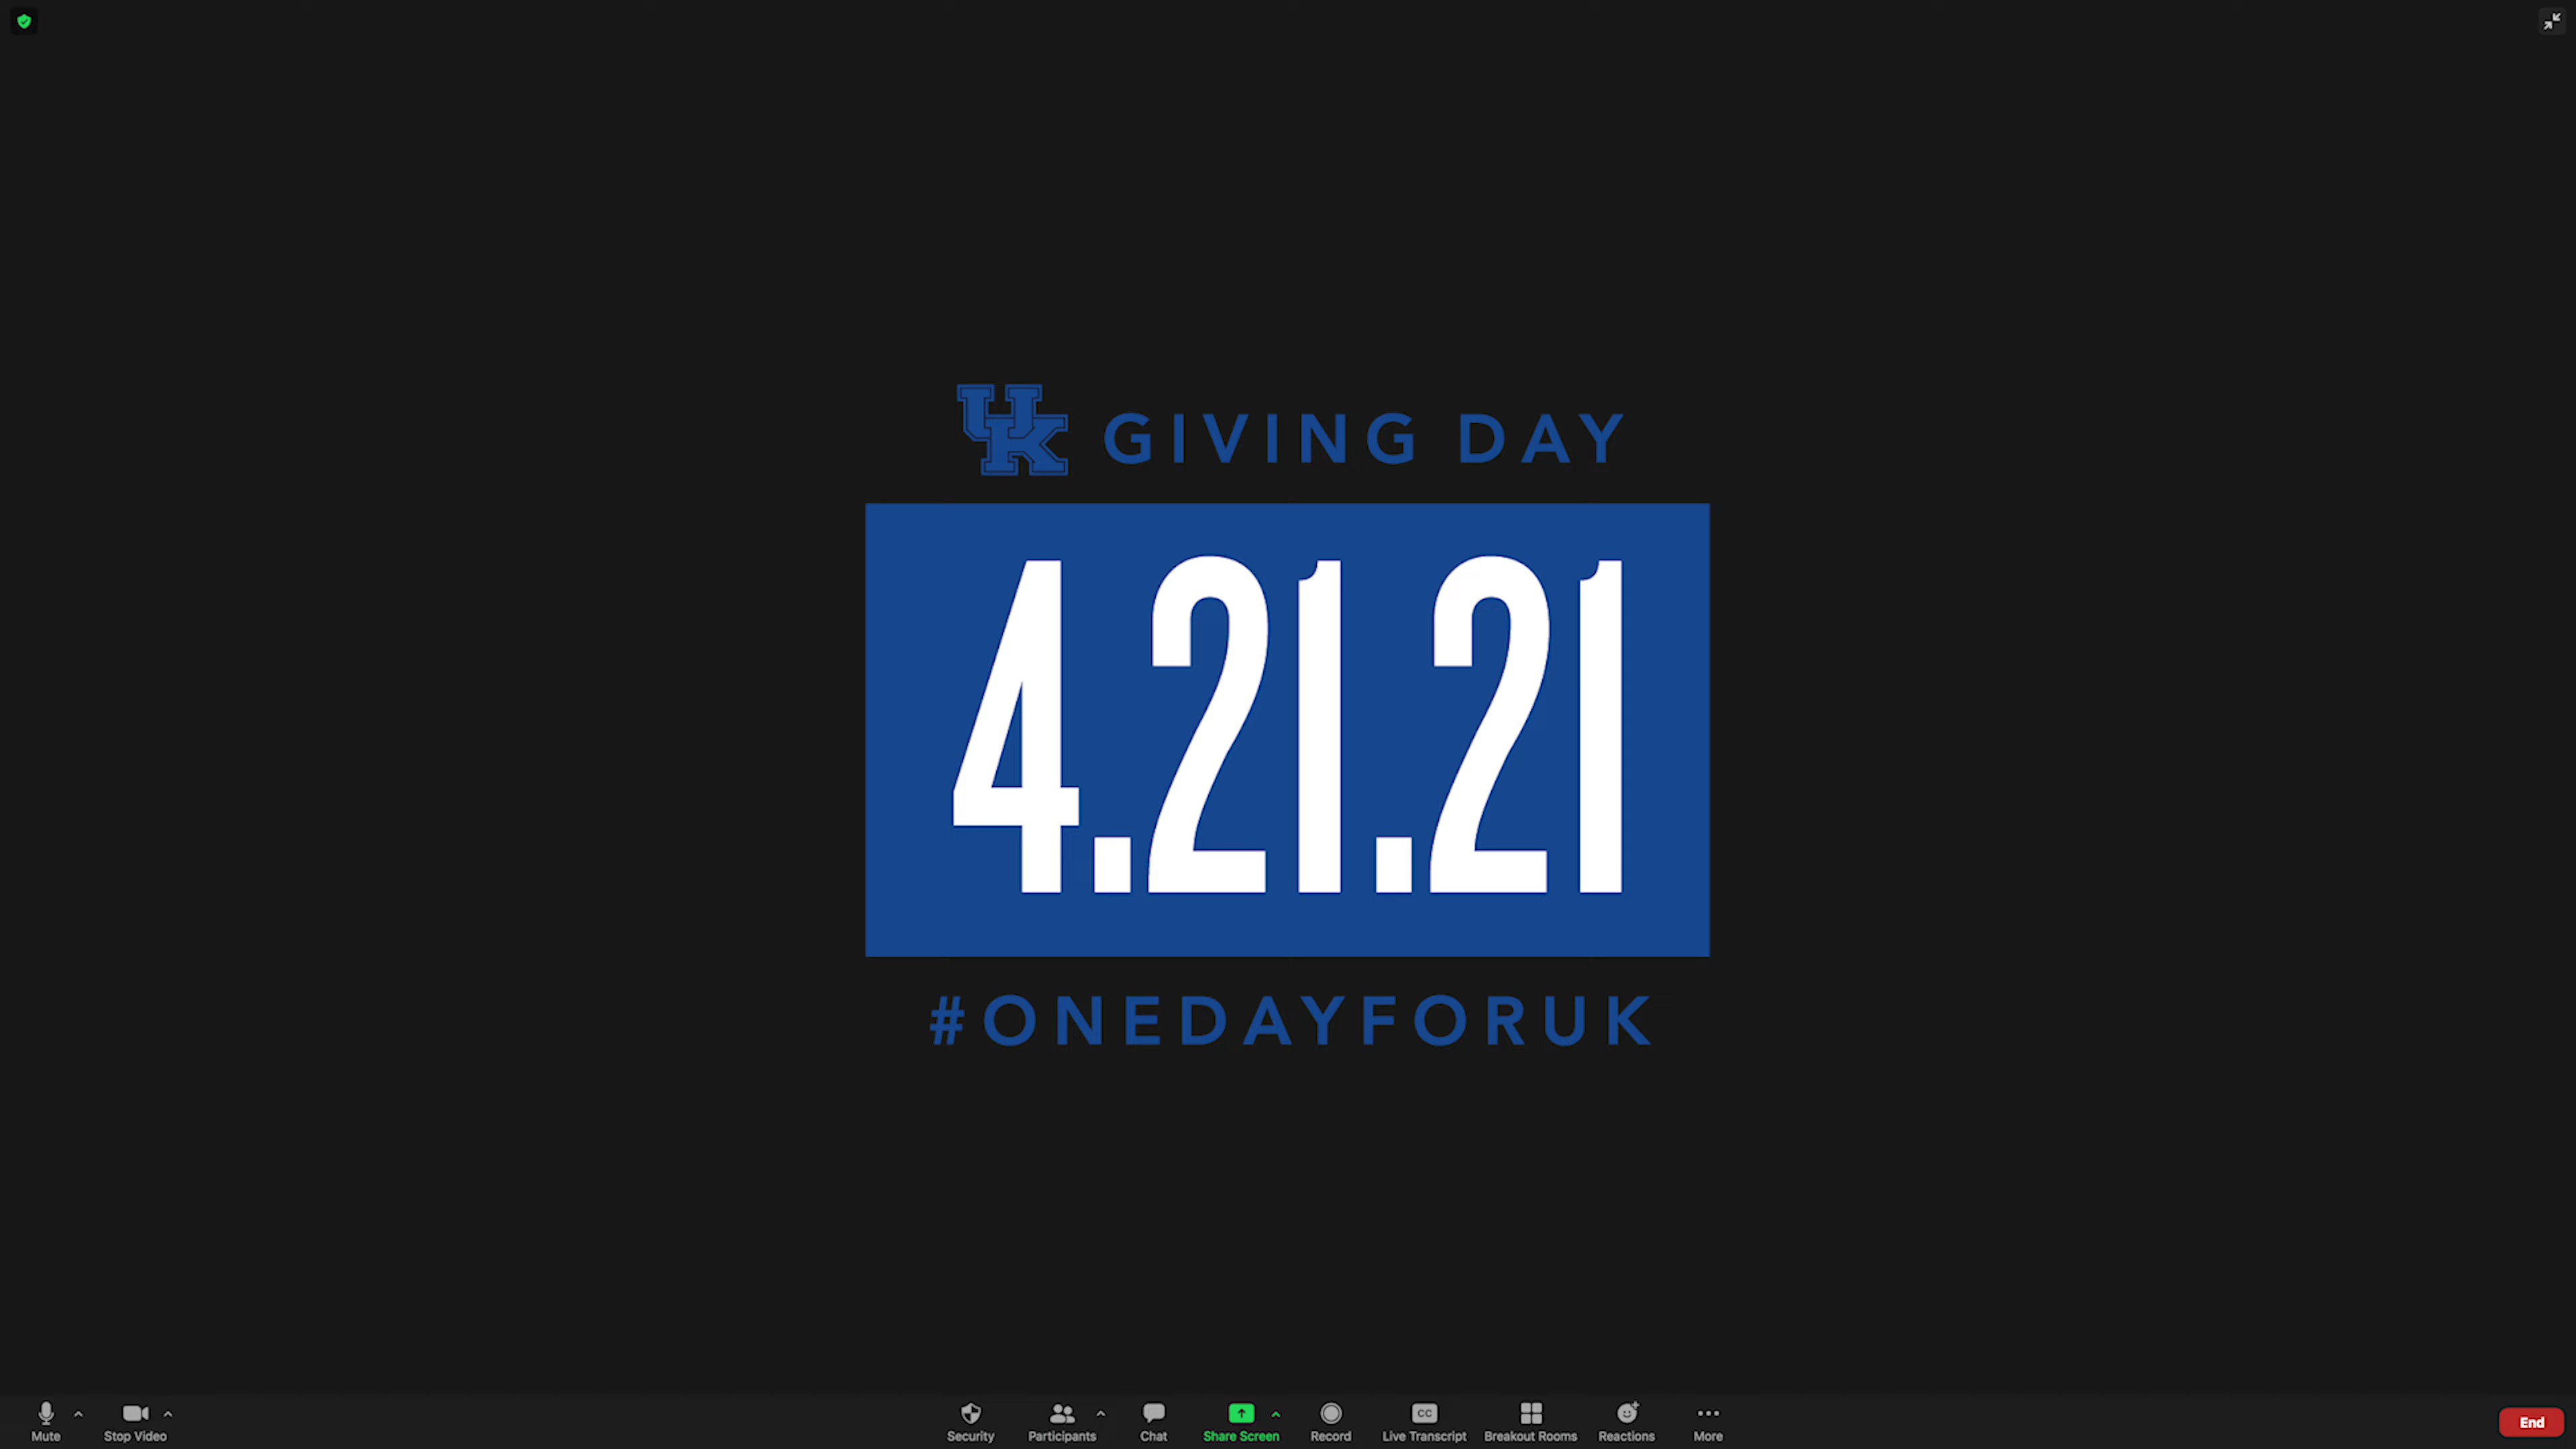 UK GIVING DAY
4.21.21
#ONEDAYFORUK
Mute
Stop Video
Security
Participants
Chat
Share Screen
Record
CC
Live Transcript
Breakout Rooms
Reactions
More
End